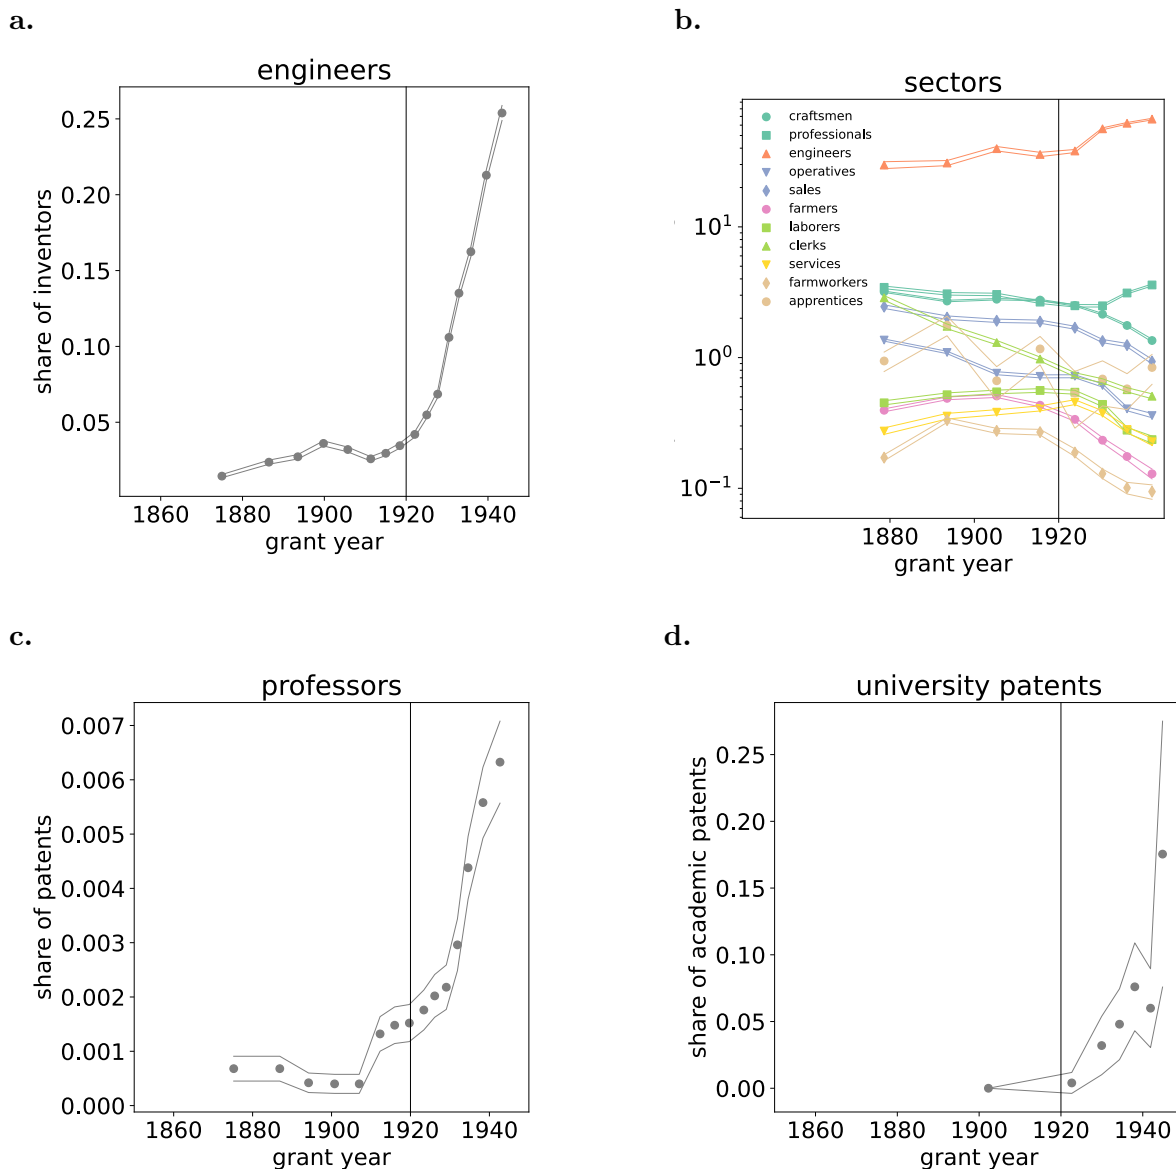 a.
engineers
share of inventors
0.25
0.20
0.15
0.10
0.05
1860 1880 1900 1920 1940
grant year
b.
sectors
craftsmen
professionals
engineers
operatives
sales
farmers
laborers
clerks
services
farmworkers
apprentices
10¹
10⁰
10⁻¹
1880 1900 1920
grant year
c.
professors
share of patents
0.007
0.006
0.005
0.004
0.003
0.002
0.001
0.000
1860 1880 1900 1920 1940
grant year
d.
university patents
share of academic patents
0.25
0.20
0.15
0.10
0.05
0.00
1860 1880 1900 1920 1940
grant year